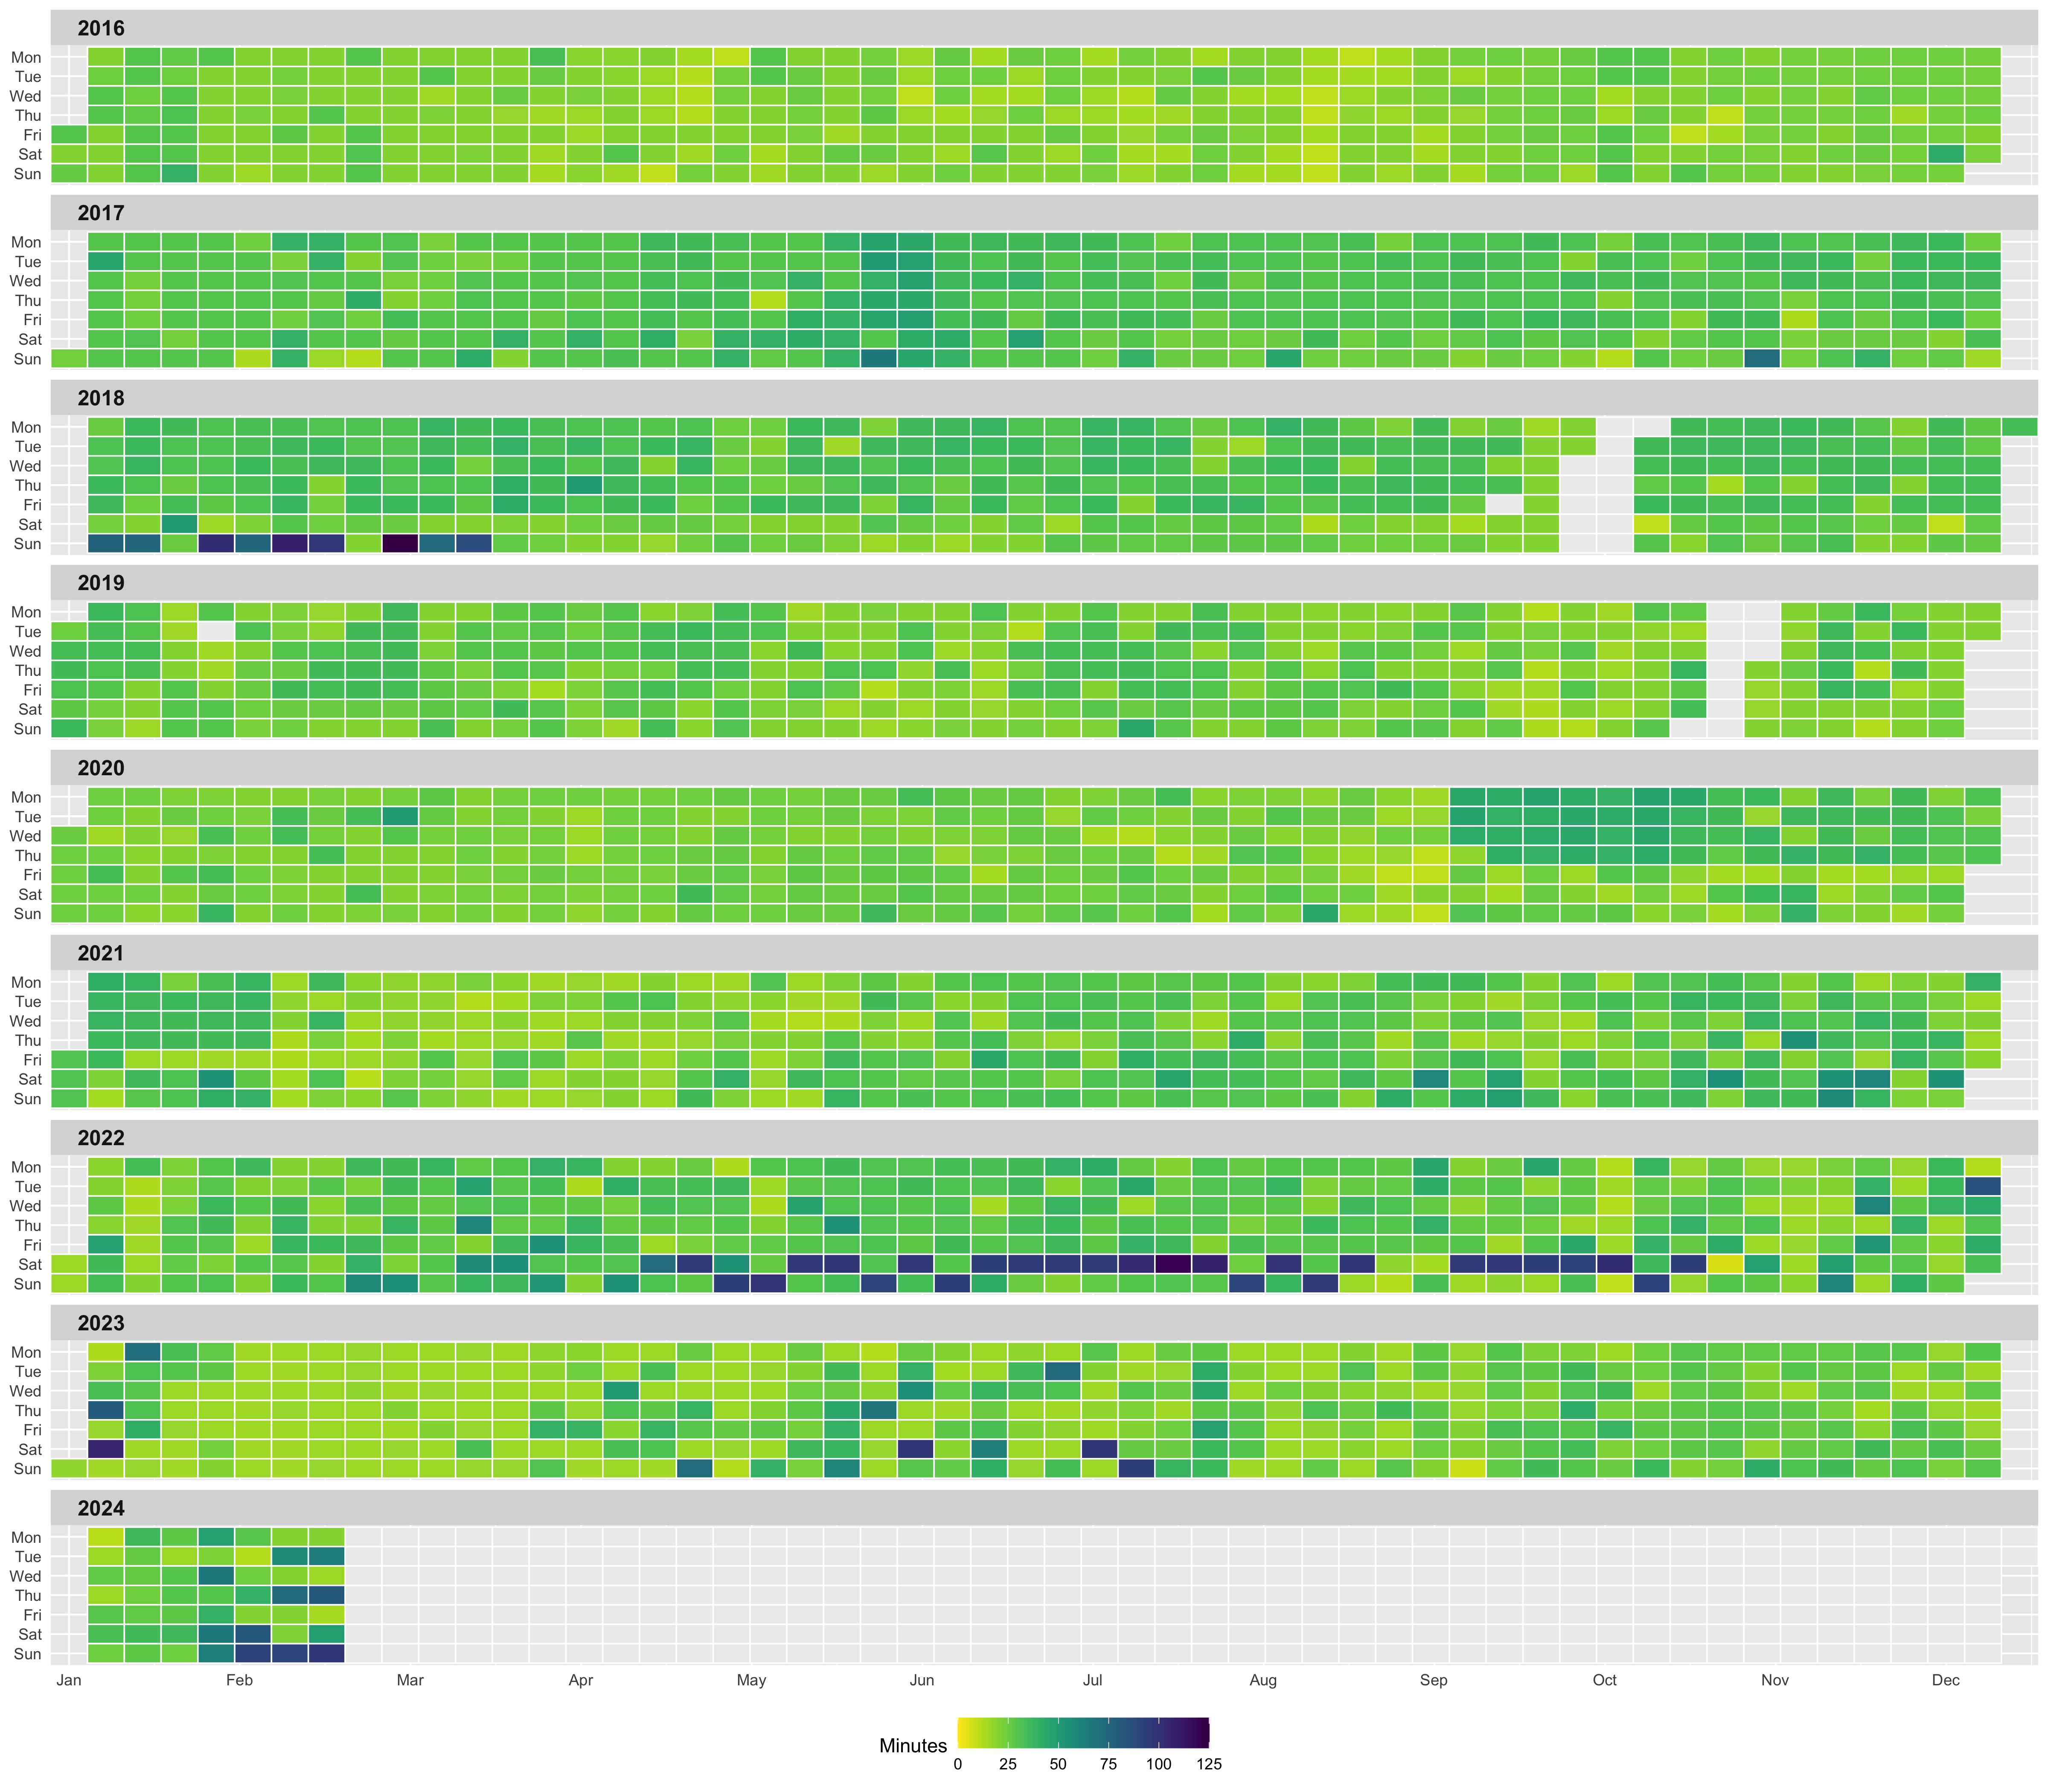 2016
Mon
Tue
Wed
Thu
Fri
Sat
Sun
2017
Mon
Tue
Wed
Thu
Fri
Sat
Sun
2018
Mon
Tue
Wed
Thu
Fri
Sat
Sun
2019
Mon
Tue
Wed
Thu
Fri
Sat
Sun
2020
Mon
Tue
Wed
Thu
Fri
Sat
Sun
2021
Mon
Tue
Wed
Thu
Fri
Sat
Sun
2022
Mon
Tue
Wed
Thu
Fri
Sat
Sun
2023
Mon
Tue
Wed
Thu
Fri
Sat
Sun
2024
Mon
Tue
Wed
Thu
Fri
Sat
Sun
Jan Feb Mar Apr May Jun Jul Aug Sep Oct Nov Dec
Minutes
0 25 50 75 100 125